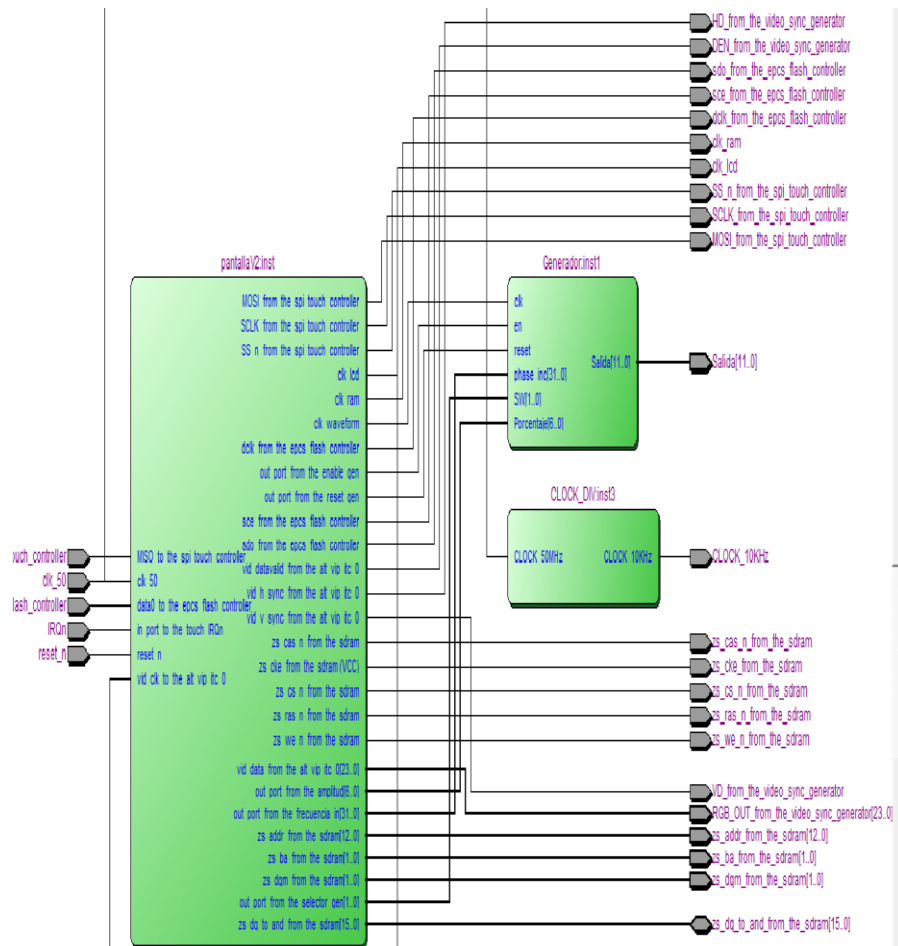 HD_from_the_video_sync_generator
DEN_from_the_video_sync_generator
sdo_from_the_epcs_flash_controller
sce_from_the_epcs_flash_controller
dclk_from_the_epcs_flash_controller
clk_ram
clk_lcd
SS_n_from_the_spi_touch_controller
SCLK_from_the_spi_touch_controller
MOSI_from_the_spi_touch_controller
pantallaV2:inst
MOSI from the spi touch controller
SCLK from the spi touch controller
SS n from the spi touch controller
clk lcd
clk ram
clk waveform
dclk from the epcs flash controller
out port from the enable gen
out port from the reset gen
sce from the epcs flash controller
sdo from the epcs flash controller
vid datavalid from the alt vip itc 0
vid h sync from the alt vip itc 0
vid v sync from the alt vip itc 0
zs cas n from the sdram
zs cke from the sdram (VCC)
zs cs n from the sdram
zs ras n from the sdram
zs we n from the sdram
vid data from the alt vip itc 0[23..0]
out port from the amplitud[6..0]
out port from the frecuencia in[31..0]
zs addr from the sdram[12..0]
zs ba from the sdram[1..0]
zs dqm from the sdram[1..0]
out port from the selector gen[1..0]
zs dq to and from the sdram[15..0]
MISO to the spi touch controller
clk 50
data0 to the epcs flash controller
in port to the touch IRQn
reset n
vid clk to the alt vip itc 0
ouch_controller
clk_50
lash_controller
IRQn
reset_n
Generador:inst1
clk
en
reset
phase inc[31..0]
SW[1..0]
Porcentaje[6..0]
Salida[11..0]
Salida[11..0]
CLOCK_DIV:inst3
CLOCK 50MHz
CLOCK 10KHz
CLOCK_10KHz
zs_cas_n_from_the_sdram
zs_cke_from_the_sdram
zs_cs_n_from_the_sdram
zs_ras_n_from_the_sdram
zs_we_n_from_the_sdram
VD_from_the_video_sync_generator
RGB_OUT_from_the_video_sync_generator[23..0]
zs_addr_from_the_sdram[12..0]
zs_ba_from_the_sdram[1..0]
zs_dqm_from_the_sdram[1..0]
zs_dq_to_and_from_the_sdram[15..0]